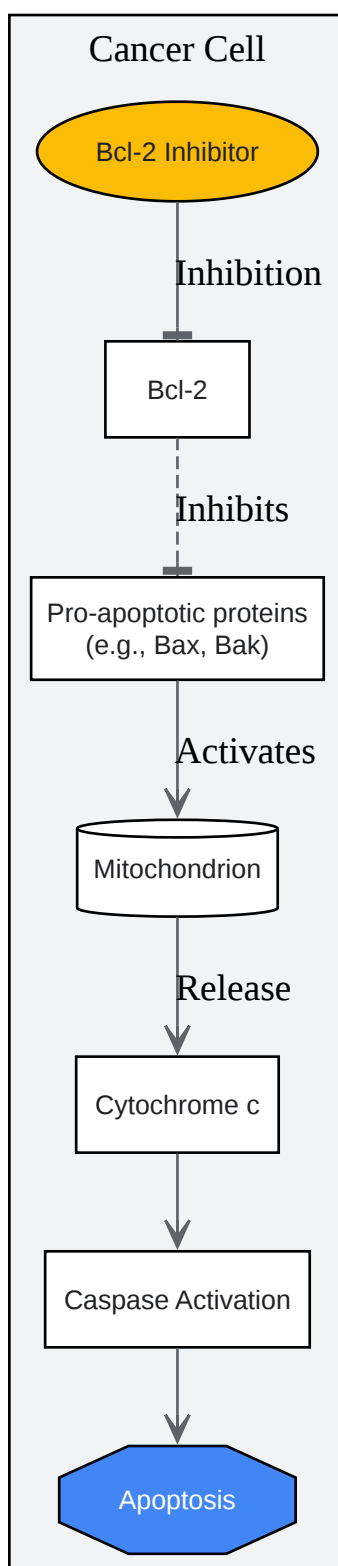 Cancer Cell
Bcl-2 Inhibitor
Inhibition
Bcl-2
Inhibits
Pro-apoptotic proteins
(e.g., Bax, Bak)
Activates
Mitochondrion
Release
Cytochrome c
Caspase Activation
Apoptosis